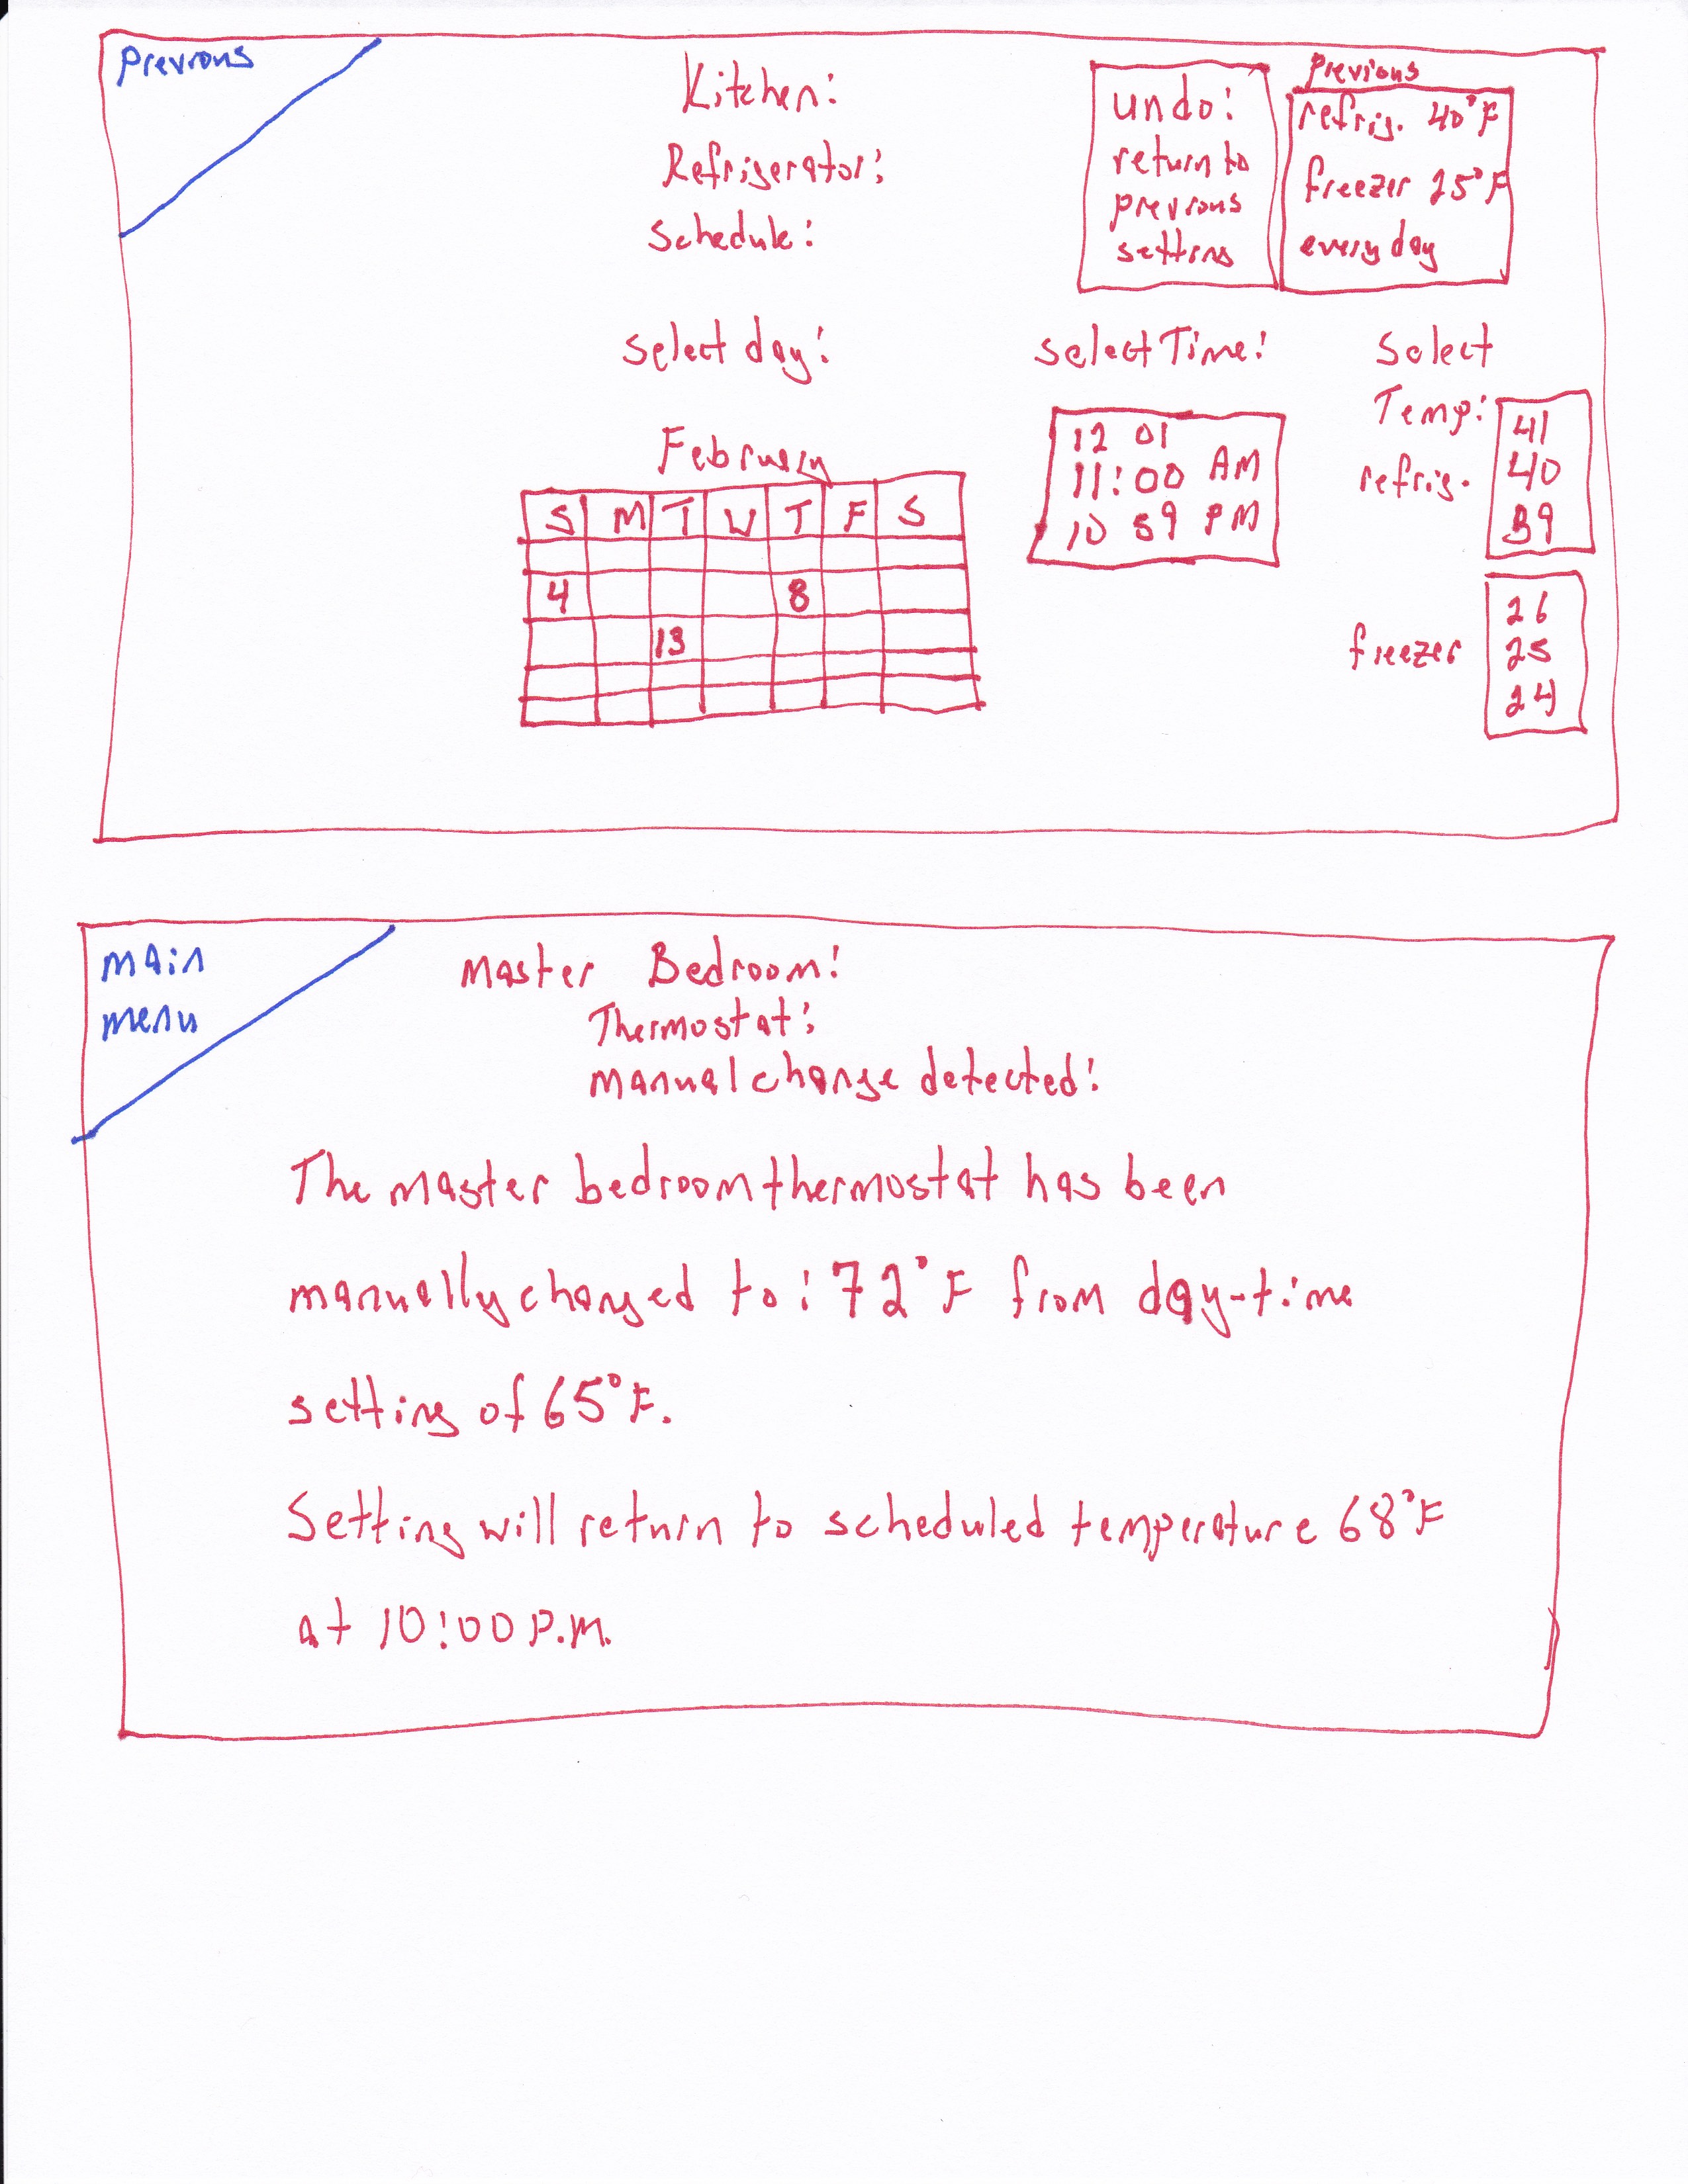 Previous
Kitchen:
Refrigerator:
Schedule:
undo:
return to
previous
setting
Previous
refrig. 40°F
freezer 25°F
every day
select day:
February
S M T W T F S
4 8
13
select Time:
12 01
11:00 AM
10 59 PM
Select
Temp:
refrig.
41
40
39
freezer
26
25
24
main
menu
Master Bedroom:
Thermostat:
manual change detected:
The master bedroom thermostat has been
manually changed to: 72°F from day-time
setting of 65°F.
Setting will return to scheduled temperature 68°F
at 10:00 P.M.